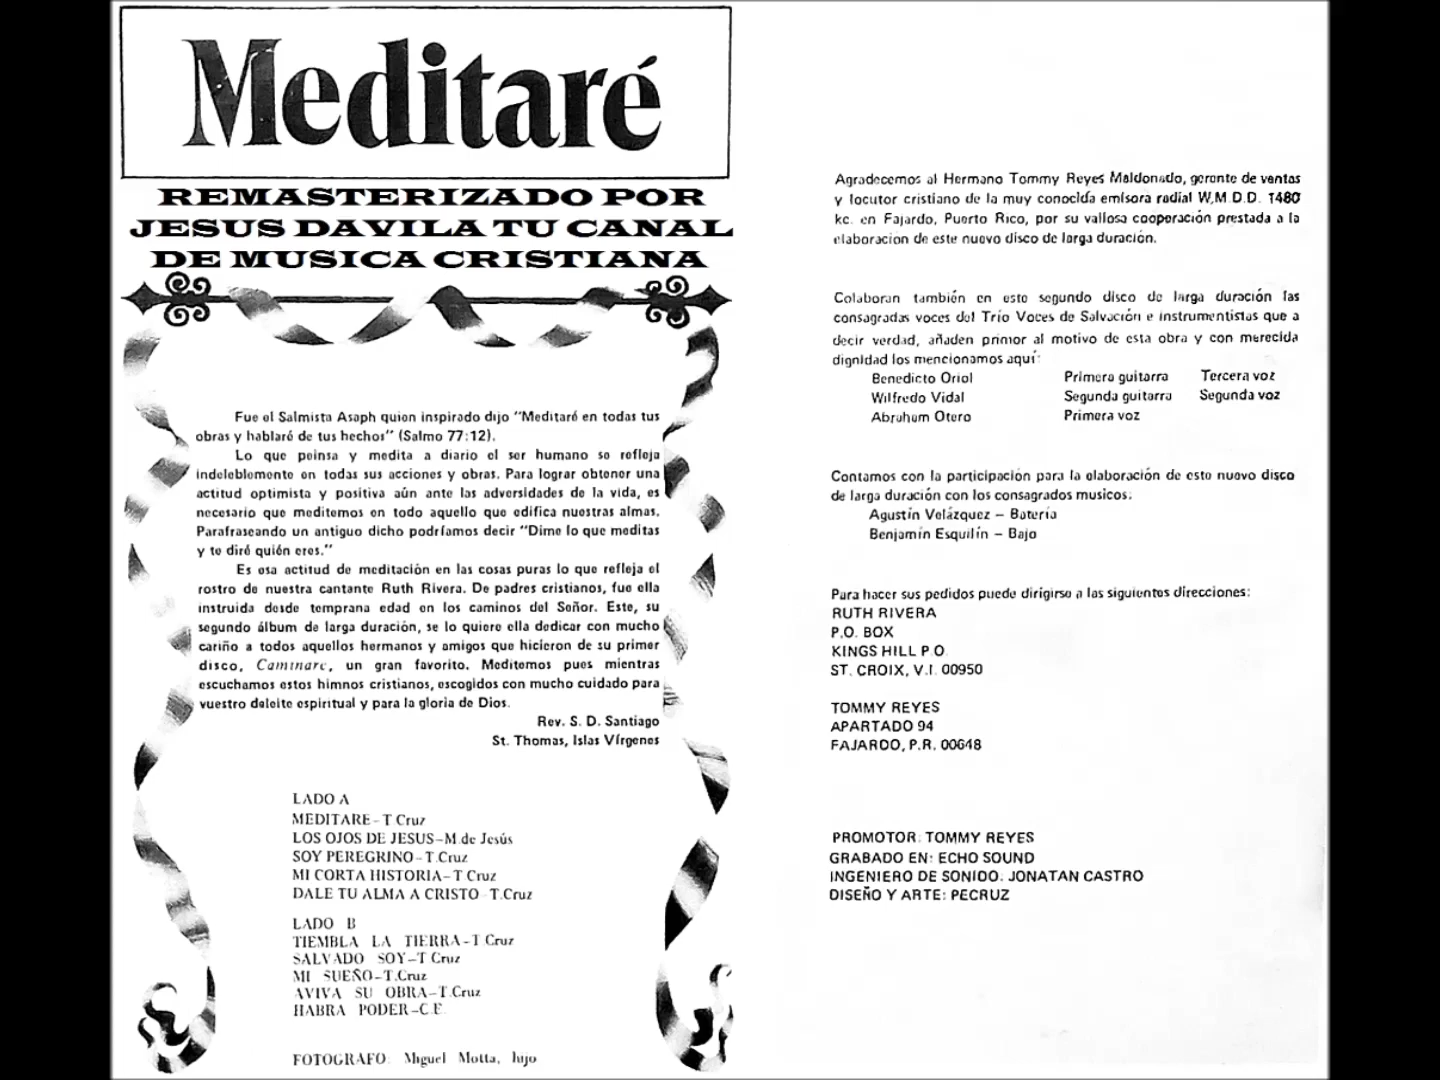 Meditaré
REMASTERIZADO POR
JESUS DAVILA TU CANAL
DE MUSICA CRISTIANA
Fue el Salmista Asaph quien inspirado dijo "Meditaré en todas tus
obras y hablaré de tus hechos" (Salmo 77:12).
Lo que peinsa y medita a diario el ser humano se refleja
indeleblemente en todas sus acciones y obras. Para lograr obtener una
actitud optimista y positiva aún ante las adversidades de la vida, es
necesario que meditemos en todo aquello que edifica nuestras almas.
Parafraseando un antiguo dicho podríamos decir "Dime lo que meditas
y te diré quién eres."
Es esa actitud de meditación en las cosas puras lo que refleja el
rostro de nuestra cantante Ruth Rivera. De padres cristianos, fue ella
instruida desde temprana edad en los caminos del Señor. Este, su
segundo álbum de larga duración, se lo quiere ella dedicar con mucho
cariño a todos aquellos hermanos y amigos que hicieron de su primer
disco, Caminare, un gran favorito. Meditemos pues mientras
escuchamos estos himnos cristianos, escogidos con mucho cuidado para
vuestro deleite espiritual y para la gloria de Dios.
Rev. S. D. Santiago
St. Thomas, Islas Vírgenes
LADO A
MEDITARE-T Cruz
LOS OJOS DE JESUS-M.de Jesús
SOY PEREGRINO-T.Cruz
MI CORTA HISTORIA-T Cruz
DALE TU ALMA A CRISTO T.Cruz
LADO B
TIEMBLA LA TIERRA-T Cruz
SALVADO SOY-T Cruz
MI SUEÑO-T.Cruz
AVIVA SU OBRA-T.Cruz
HABRA PODER-C.E.
FOTOGRAFO: Miguel Motta, hijo
Agradecemos al Hermano Tommy Reyes Maldonado, gerente de ventas
y locutor cristiano de la muy conocida emisora radial W.M.D.D. 1480
kc. en Fajardo, Puerto Rico, por su valiosa cooperación prestada a la
elaboración de este nuevo disco de larga duración.
Colaboran también en este segundo disco de larga duración las
consagradas voces del Trío Voces de Salvación e instrumentistas que a
decir verdad, añaden primor al motivo de esta obra y con merecida
dignidad los mencionamos aquí:
Benedicto Oriol Primera guitarra Tercera voz
Wilfredo Vidal Segunda guitarra Segunda voz
Abraham Otero Primera voz
Contamos con la participación para la elaboración de este nuevo disco
de larga duración con los consagrados musicos:
Agustín Velázquez – Batería
Benjamín Esquilín – Bajo
Para hacer sus pedidos puede dirigirse a las siguientes direcciones:
RUTH RIVERA
P.O. BOX
KINGS HILL P.O.
ST. CROIX, V.I. 00950
TOMMY REYES
APARTADO 94
FAJARDO, P.R. 00648
PROMOTOR: TOMMY REYES
GRABADO EN: ECHO SOUND
INGENIERO DE SONIDO: JONATAN CASTRO
DISEÑO Y ARTE: PECRUZ